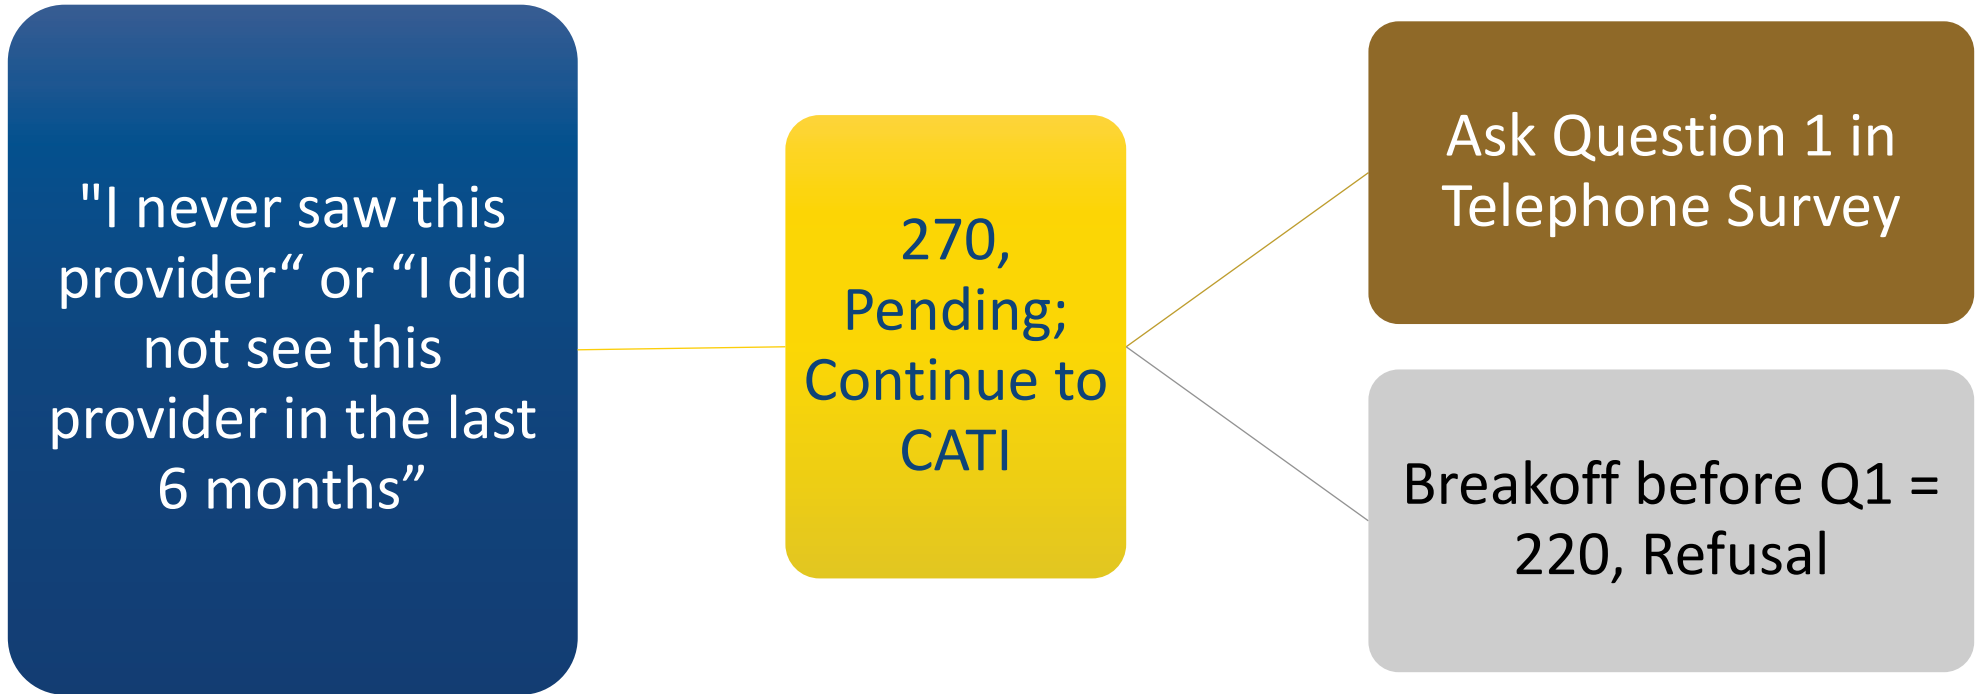 "I never saw this
provider“ or “I did
not see this
provider in the last
6 months”
270,
Pending;
Continue to
CATI
Ask Question 1 in
Telephone Survey
Breakoff before Q1 =
220, Refusal